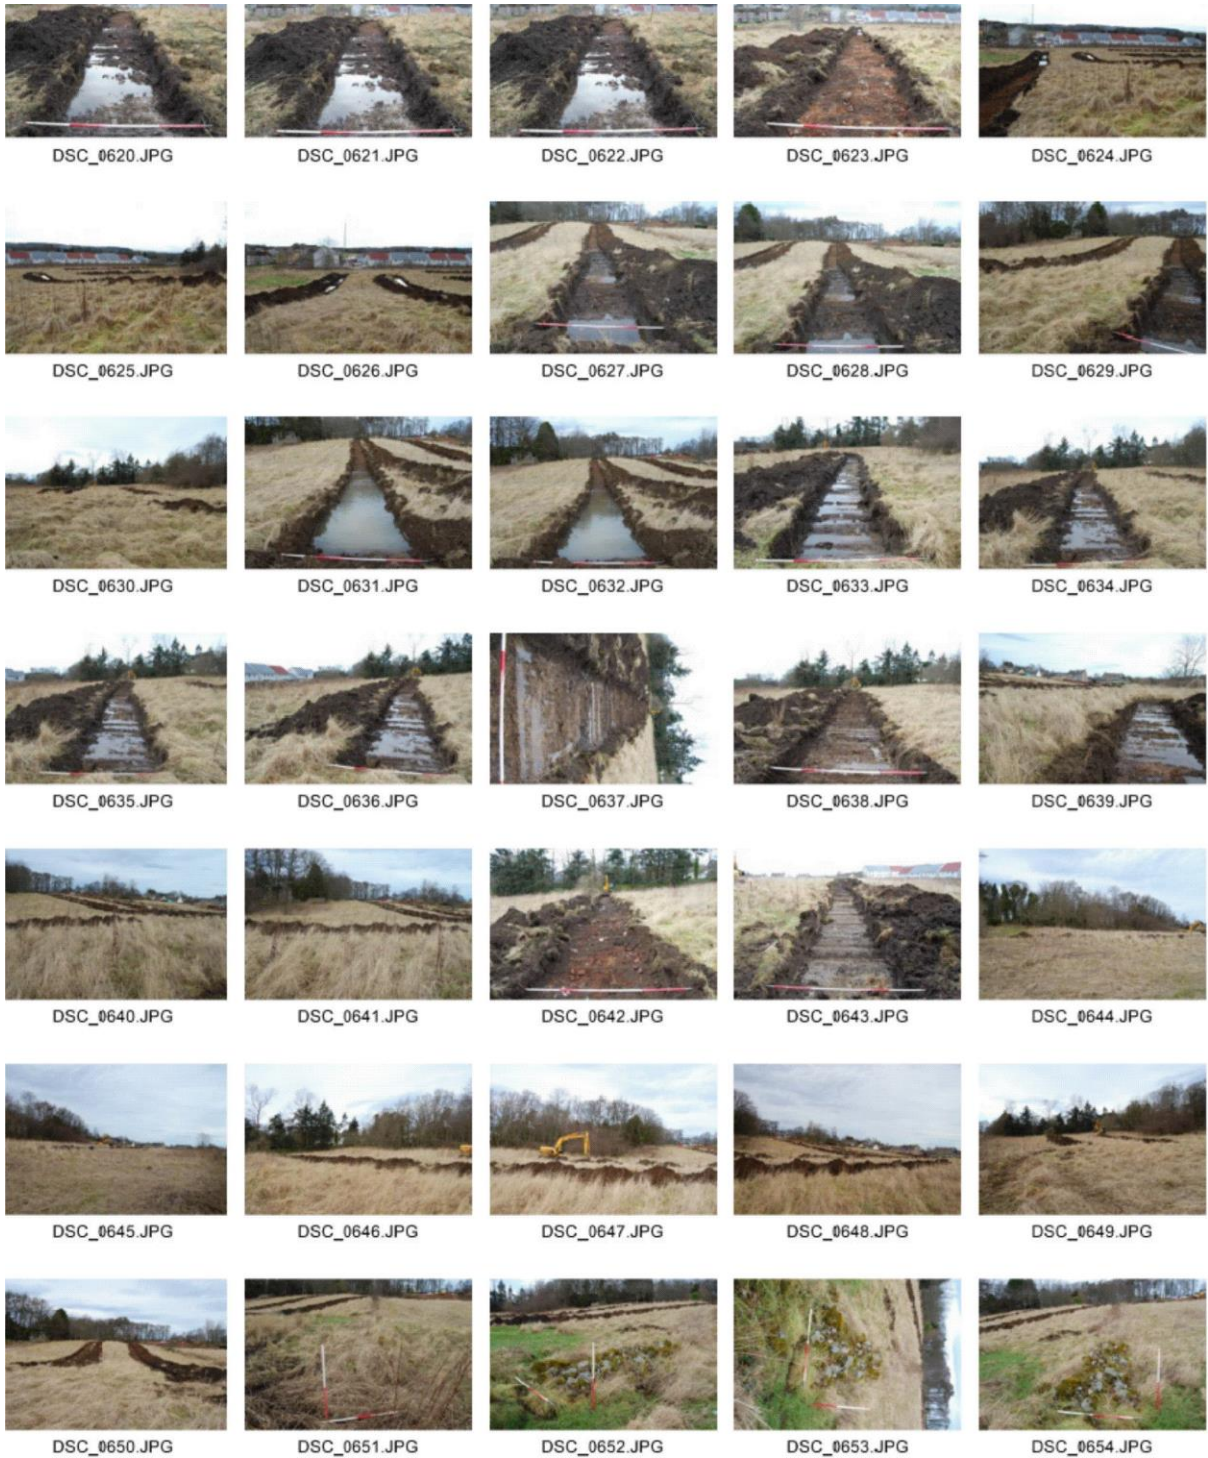 DSC_0620.JPG DSC_0621.JPG DSC_0622.JPG DSC_0623.JPG DSC_0624.JPG
DSC_0625.JPG DSC_0626.JPG DSC_0627.JPG DSC_0628.JPG DSC_0629.JPG
DSC_0630.JPG DSC_0631.JPG DSC_0632.JPG DSC_0633.JPG DSC_0634.JPG
DSC_0635.JPG DSC_0636.JPG DSC_0637.JPG DSC_0638.JPG DSC_0639.JPG
DSC_0640.JPG DSC_0641.JPG DSC_0642.JPG DSC_0643.JPG DSC_0644.JPG
DSC_0645.JPG DSC_0646.JPG DSC_0647.JPG DSC_0648.JPG DSC_0649.JPG
DSC_0650.JPG DSC_0651.JPG DSC_0652.JPG DSC_0653.JPG DSC_0654.JPG